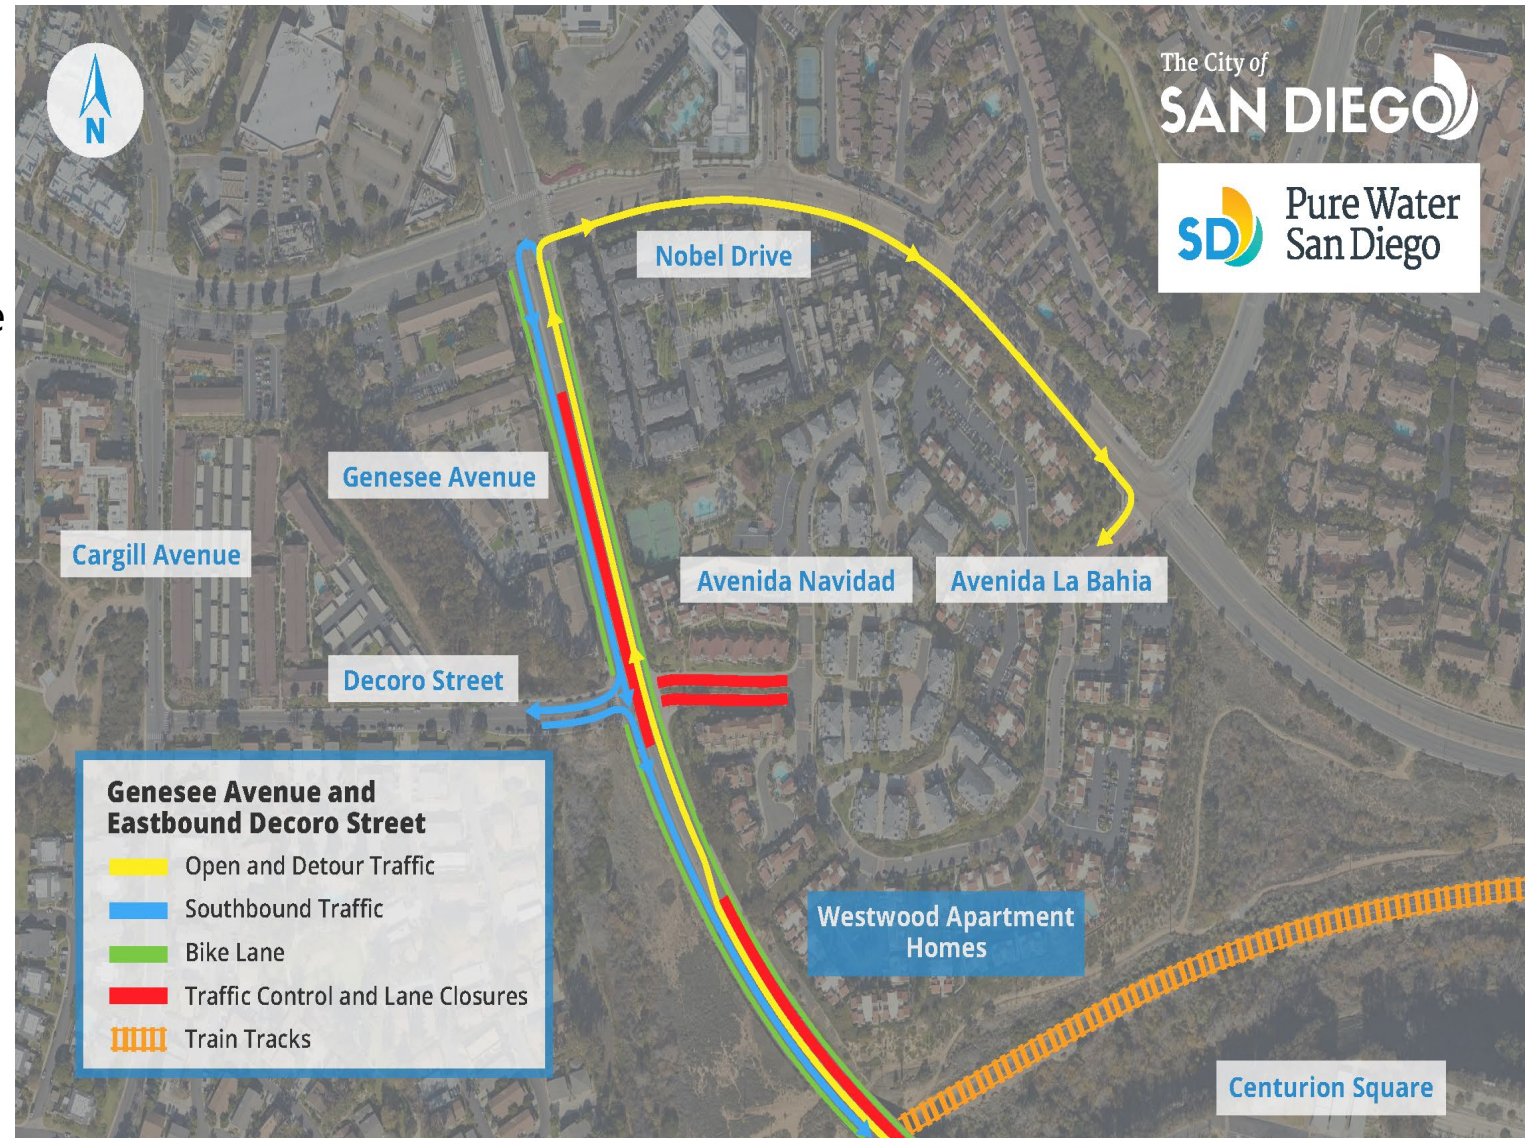 N
The City of
SAN DIEGO
SD
Pure Water
San Diego
e
Nobel Drive
Genesee Avenue
Cargill Avenue
Avenida Navidad
Avenida La Bahia
Decoro Street
Genesee Avenue and
Eastbound Decoro Street
Open and Detour Traffic
Southbound Traffic
Bike Lane
Traffic Control and Lane Closures
Train Tracks
Westwood Apartment
Homes
Centurion Square